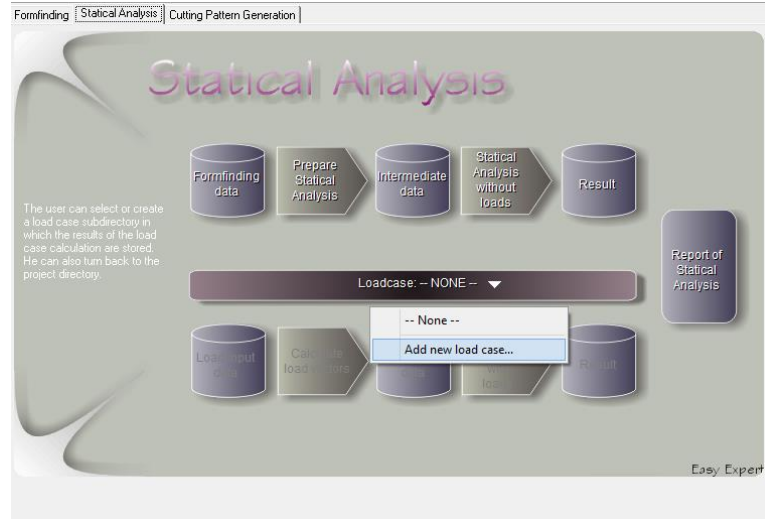 Formfinding
Statical Analysis
Cutting Pattern Generation
Statical Analysis
Formfinding
data
Prepare
Statical
Analysis
Intermediate
data
Statical
Analysis
without
loads
Result
The user can select or create
a load case subdirectory in
which the results of the load
case calculation are stored.
He can also turn back to the
project directory.
Report of
Statical
Analysis
Loadcase: -- NONE --
-- None --
Add new load case...
data
Result
Easy Expert